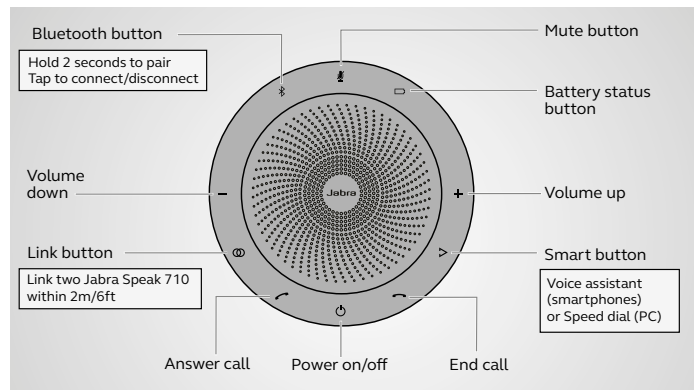 Bluetooth button
Hold 2 seconds to pair
Tap to connect/disconnect
Mute button
Battery status
button
Volume
down
Jabra
Volume up
Link button
Link two Jabra Speak 710
within 2m/6ft
Smart button
Voice assistant
(smartphones)
or Speed dial (PC)
Answer call
Power on/off
End call